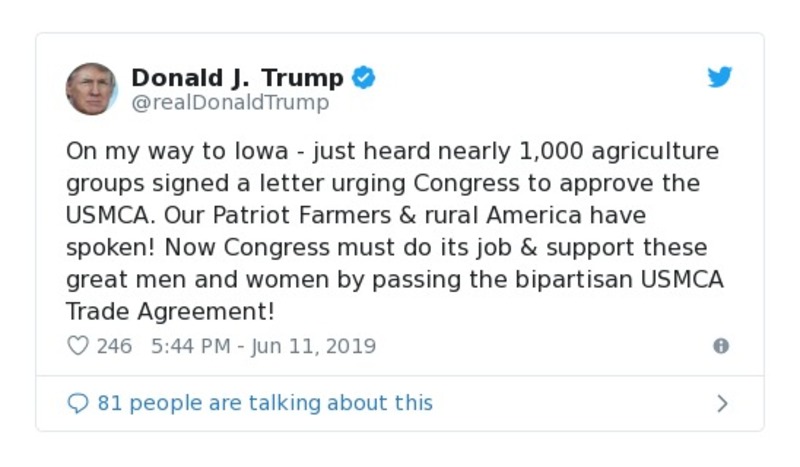 Donald J. Trump
@realDonaldTrump
On my way to Iowa - just heard nearly 1,000 agriculture
groups signed a letter urging Congress to approve the
USMCA. Our Patriot Farmers & rural America have
spoken! Now Congress must do its job & support these
great men and women by passing the bipartisan USMCA
Trade Agreement!
246 5:44 PM - Jun 11, 2019
81 people are talking about this